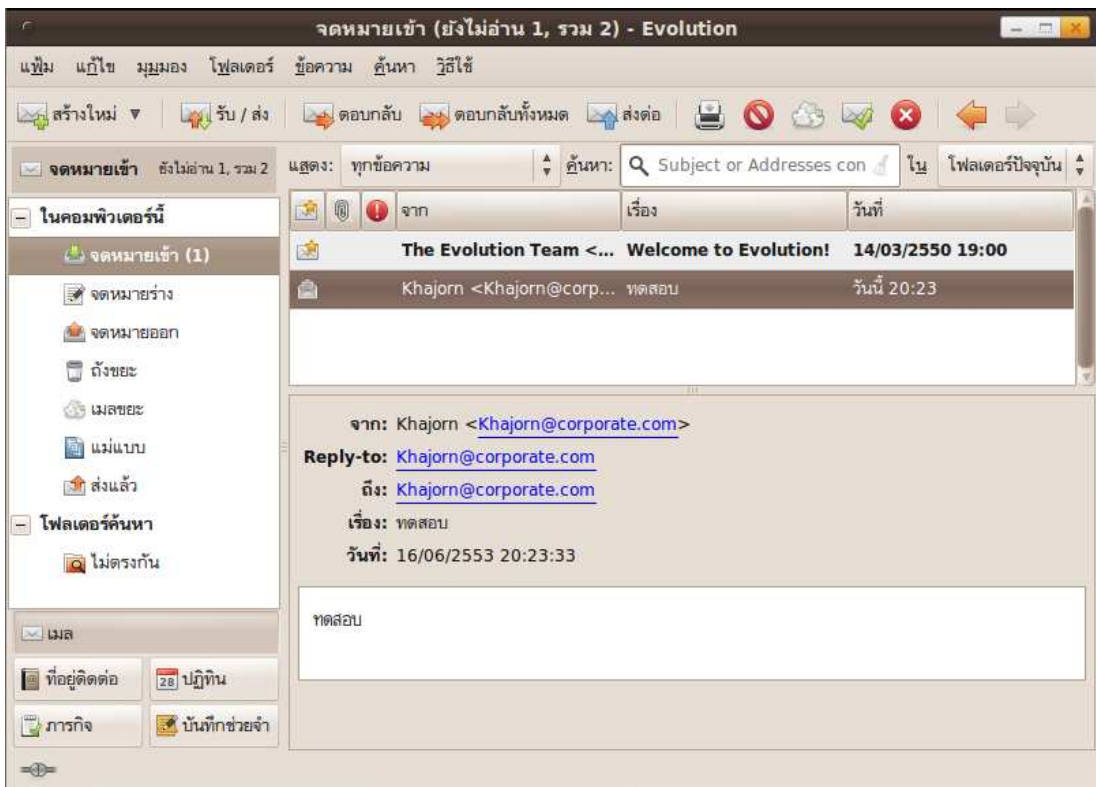 จดหมายเข้า (ยังไม่อ่าน 1, รวม 2) - Evolution
แฟ้ม แก้ไข มุมมอง โฟลเดอร์ ข้อความ ค้นหา วิธีใช้
สร้างใหม่ รับ / ส่ง ตอบกลับ ตอบกลับทั้งหมด ส่งต่อ
จดหมายเข้า ยังไม่อ่าน 1, รวม 2
แสดง: ทุกข้อความ ค้นหา: Subject or Addresses con ใน โฟลเดอร์ปัจจุบัน
ในคอมพิวเตอร์นี้
จดหมายเข้า (1)
จดหมายร่าง
จดหมายออก
ถังขยะ
เมลขยะ
แม่แบบ
ส่งแล้ว
โฟลเดอร์ค้นหา
ไม่ตรงกัน
เมล
ที่อยู่ติดต่อ 28 ปฏิทิน
ภารกิจ บันทึกช่วยจำ
จาก เรื่อง วันที่
The Evolution Team <... Welcome to Evolution! 14/03/2550 19:00
Khajorn <Khajorn@corp... ทดสอบ วันนี้ 20:23
จาก: Khajorn <Khajorn@corporate.com>
Reply-to: Khajorn@corporate.com
ถึง: Khajorn@corporate.com
เรื่อง: ทดสอบ
วันที่: 16/06/2553 20:23:33
ทดสอบ